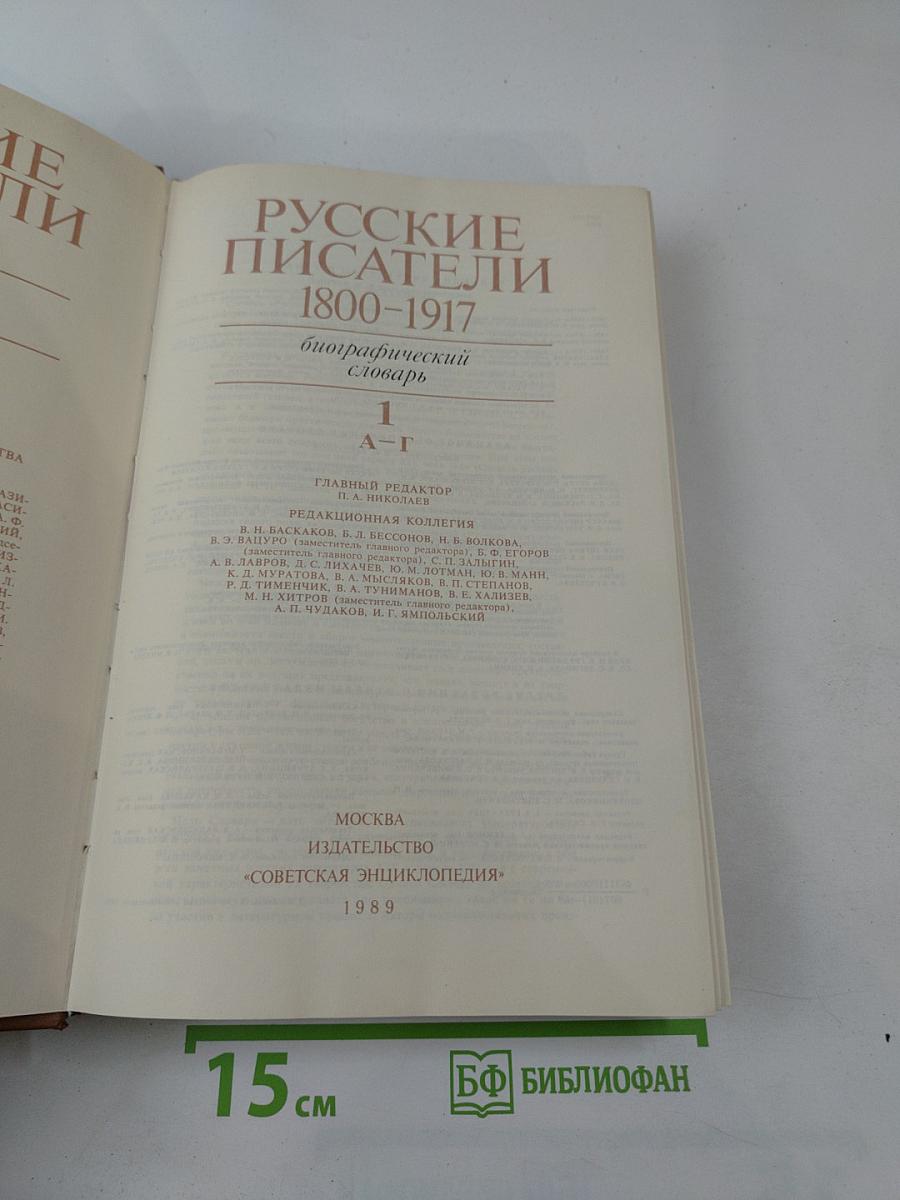 РУССКИЕ
ПИСАТЕЛИ
1800–1917
биографический
словарь
1
А—Г
ГЛАВНЫЙ РЕДАКТОР
П. А. НИКОЛАЕВ
РЕДАКЦИОННАЯ КОЛЛЕГИЯ
В. Н. БАСКАКОВ, Б. Л. БЕССОНОВ, Н. Б. ВОЛКОВА,
В. Э. ВАЦУРО (заместитель главного редактора), Б. Ф. ЕГОРОВ
(заместитель главного редактора), С. П. ЗАЛЫГИН,
А. В. ЛАВРОВ, Д. С. ЛИХАЧЕВ, Ю. М. ЛОТМАН, Ю. В. МАНН,
К. Д. МУРАТОВА, В. А. МЫСЛЯКОВ, В. П. СТЕПАНОВ,
Р. Д. ТИМЕНЧИК, В. А. ТУНИМАНОВ, В. Е. ХАЛИЗЕВ,
М. Н. ХИТРОВ (заместитель главного редактора),
А. П. ЧУДАКОВ, И. Г. ЯМПОЛЬСКИЙ
МОСКВА
ИЗДАТЕЛЬСТВО
«СОВЕТСКАЯ ЭНЦИКЛОПЕДИЯ»
1989
15 см
БФ БИБЛИОФАН